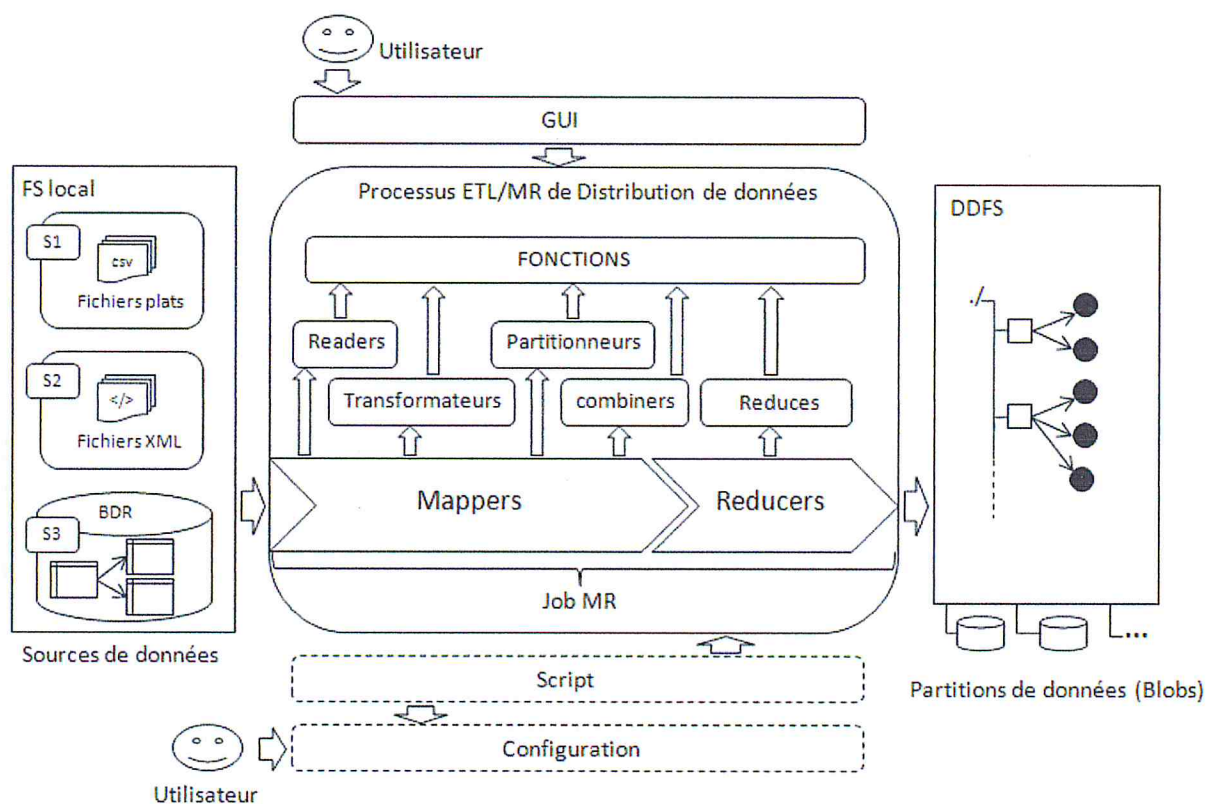 Utilisateur
GUI
Processus ETL/MR de Distribution de données
FONCTIONS
Readers
Partitionneurs
Transformateurs
combiners
Reduces
Mappers
Reducers
Job MR
FS local
S1
csv
Fichiers plats
S2
</>
Fichiers XML
S3
BDR
Sources de données
DDFS
./
...
Partitions de données (Blobs)
Script
Configuration
Utilisateur